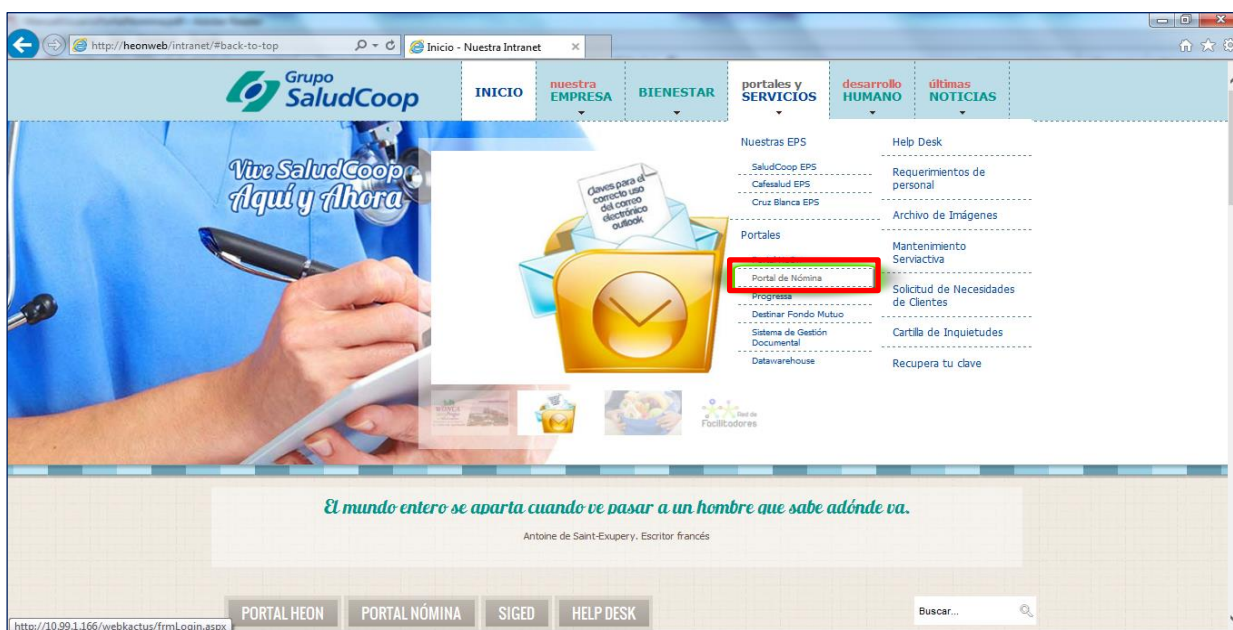 http://heonweb/intranet/#back-to-top
Inicio - Nuestra Intranet
Grupo
SaludCoop
INICIO
nuestra
EMPRESA
BIENESTAR
portales y
SERVICIOS
desarrollo
HUMANO
últimas
NOTICIAS
Vive SaludCoop
Aquí y Ahora
Claves para el
correcto uso
del correo
electrónico
outlook
Nuestras EPS
SaludCoop EPS
Cafesalud EPS
Cruz Blanca EPS
Portales
Portal de Nómina
Progressa
Destinar Fondo Mutuo
Sistema de Gestión
Documental
Datawarehouse
Help Desk
Requerimientos de
personal
Archivo de Imágenes
Mantenimiento
Serviactiva
Solicitud de Necesidades
de Clientes
Cartilla de Inquietudes
Recupera tu clave
Red de
Facilitadores
El mundo entero se aparta cuando ve pasar a un hombre que sabe adónde va.
Antoine de Saint-Exupery. Escritor francés
PORTAL HEON
PORTAL NÓMINA
SIGED
HELP DESK
Buscar...
http://10.99.1.166/webkactus/frmLogin.aspx